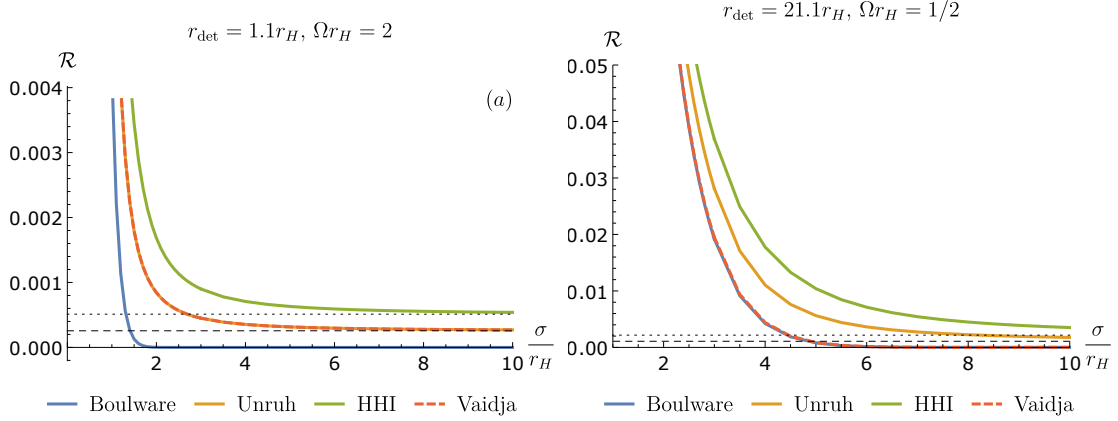 r_det = 1.1r_H, Ωr_H = 2
ℛ
0.004
0.003
0.002
0.001
0.000
(a)
2 4 6 8 10
σ/r_H
Boulware Unruh HHI Vaidja
r_det = 21.1r_H, Ωr_H = 1/2
ℛ
0.05
0.04
0.03
0.02
0.01
0.00
2 4 6 8 10
σ/r_H
Boulware Unruh HHI Vaidja